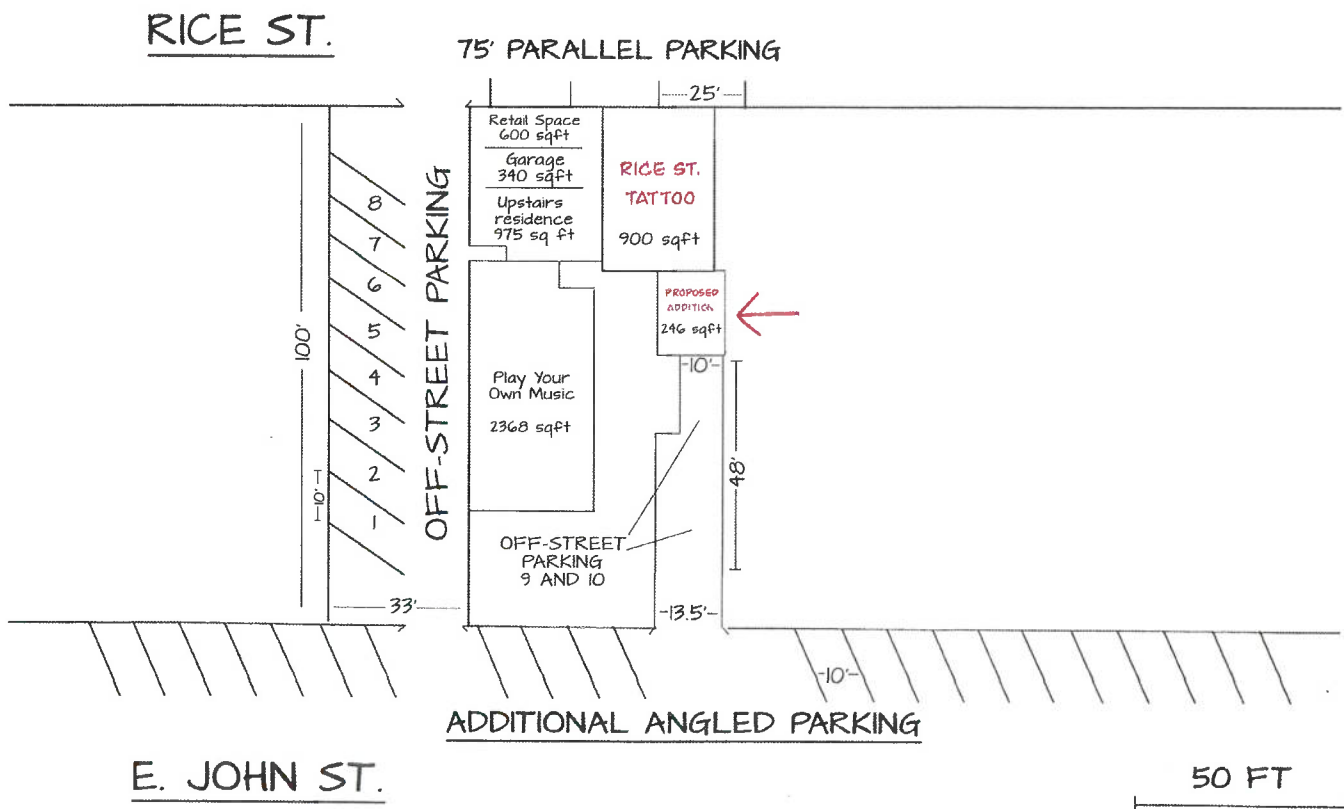 RICE ST.
75' PARALLEL PARKING
25'
Retail Space
600 sqft
Garage
340 sqft
Upstairs
residence
975 sq ft
RICE ST.
TATTOO
900 sqft
PROPOSED
ADDITION
246 sqft
10'
48'
OFF-STREET PARKING
100'
8
7
6
5
4
3
2
1
10'
Play Your
Own Music
2368 sqft
OFF-STREET
PARKING
9 AND 10
33'
13.5'
10'
ADDITIONAL ANGLED PARKING
E. JOHN ST.
50 FT